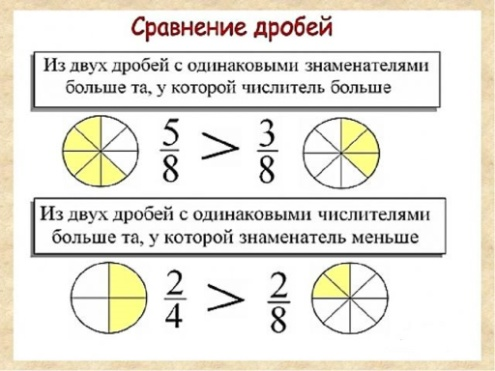 Сравнение дробей
Из двух дробей с одинаковыми знаменателями
больше та, у которой числитель больше
5/8 > 3/8
Из двух дробей с одинаковыми числителями
больше та, у которой знаменатель меньше
2/4 > 2/8